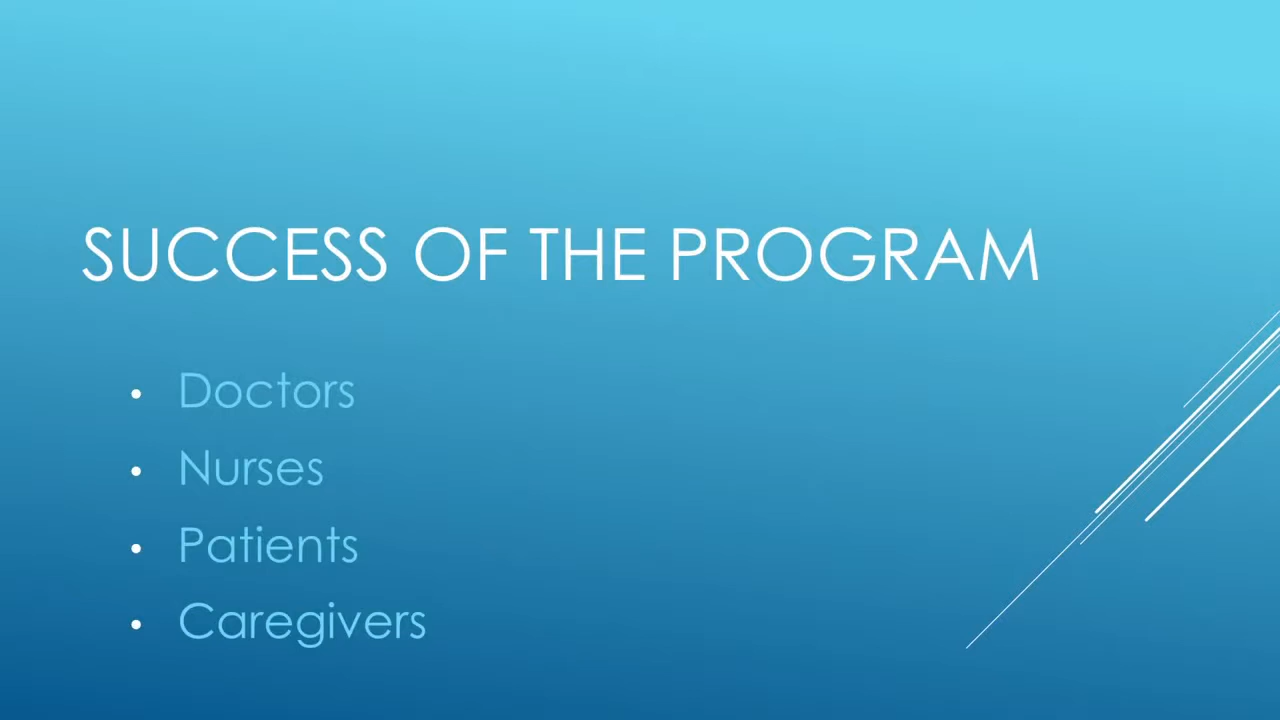 SUCCESS OF THE PROGRAM
• Doctors
• Nurses
• Patients
• Caregivers